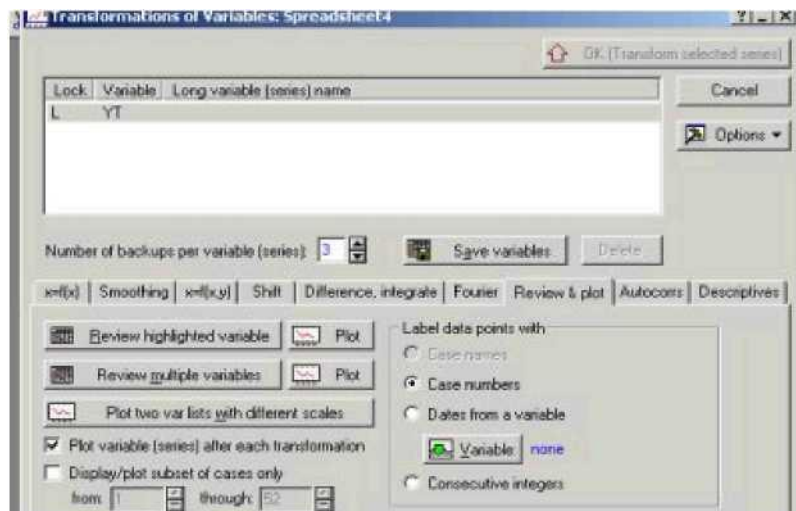 Transformations of Variables: Spreadsheet4
OK (Transform selected series)
Lock Variable Long variable (series) name
L YT
Cancel
Options
Number of backups per variable (series): 3 Save variables Delete
x=f(x) Smoothing x=f(x,y) Shift Difference, integrate Fourier Review & plot Autocorrs Descriptives
Review highlighted variable Plot
Review multiple variables Plot
Plot two var lists with different scales
Plot variable (series) after each transformation
Display/plot subset of cases only
from: 1 through: 52
Label data points with
Case names
Case numbers
Dates from a variable
Variable: none
Consecutive integers